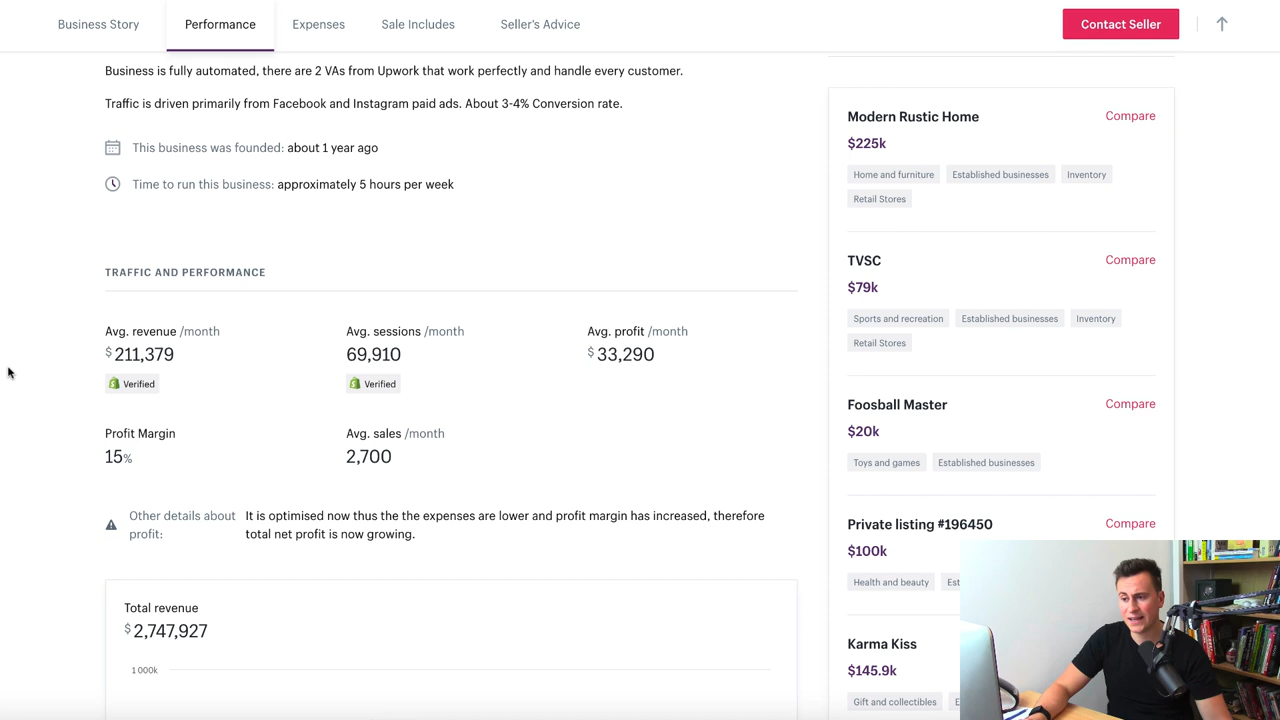 Business Story
Performance
Expenses
Sale Includes
Seller's Advice
Contact Seller
Business is fully automated, there are 2 VAs from Upwork that work perfectly and handle every customer.
Traffic is driven primarily from Facebook and Instagram paid ads. About 3-4% Conversion rate.
This business was founded: about 1 year ago
Time to run this business: approximately 5 hours per week
TRAFFIC AND PERFORMANCE
Avg. revenue /month
$211,379
Verified
Avg. sessions /month
69,910
Verified
Avg. profit /month
$33,290
Profit Margin
15%
Avg. sales /month
2,700
Other details about
profit:
It is optimised now thus the the expenses are lower and profit margin has increased, therefore
total net profit is now growing.
Total revenue
$2,747,927
1 000k
Modern Rustic Home
Compare
$225k
Home and furniture
Established businesses
Inventory
Retail Stores
TVSC
Compare
$79k
Sports and recreation
Established businesses
Inventory
Retail Stores
Foosball Master
Compare
$20k
Toys and games
Established businesses
Private listing #196450
Compare
$100k
Health and beauty
Est
Karma Kiss
$145.9k
Gift and collectibles
E